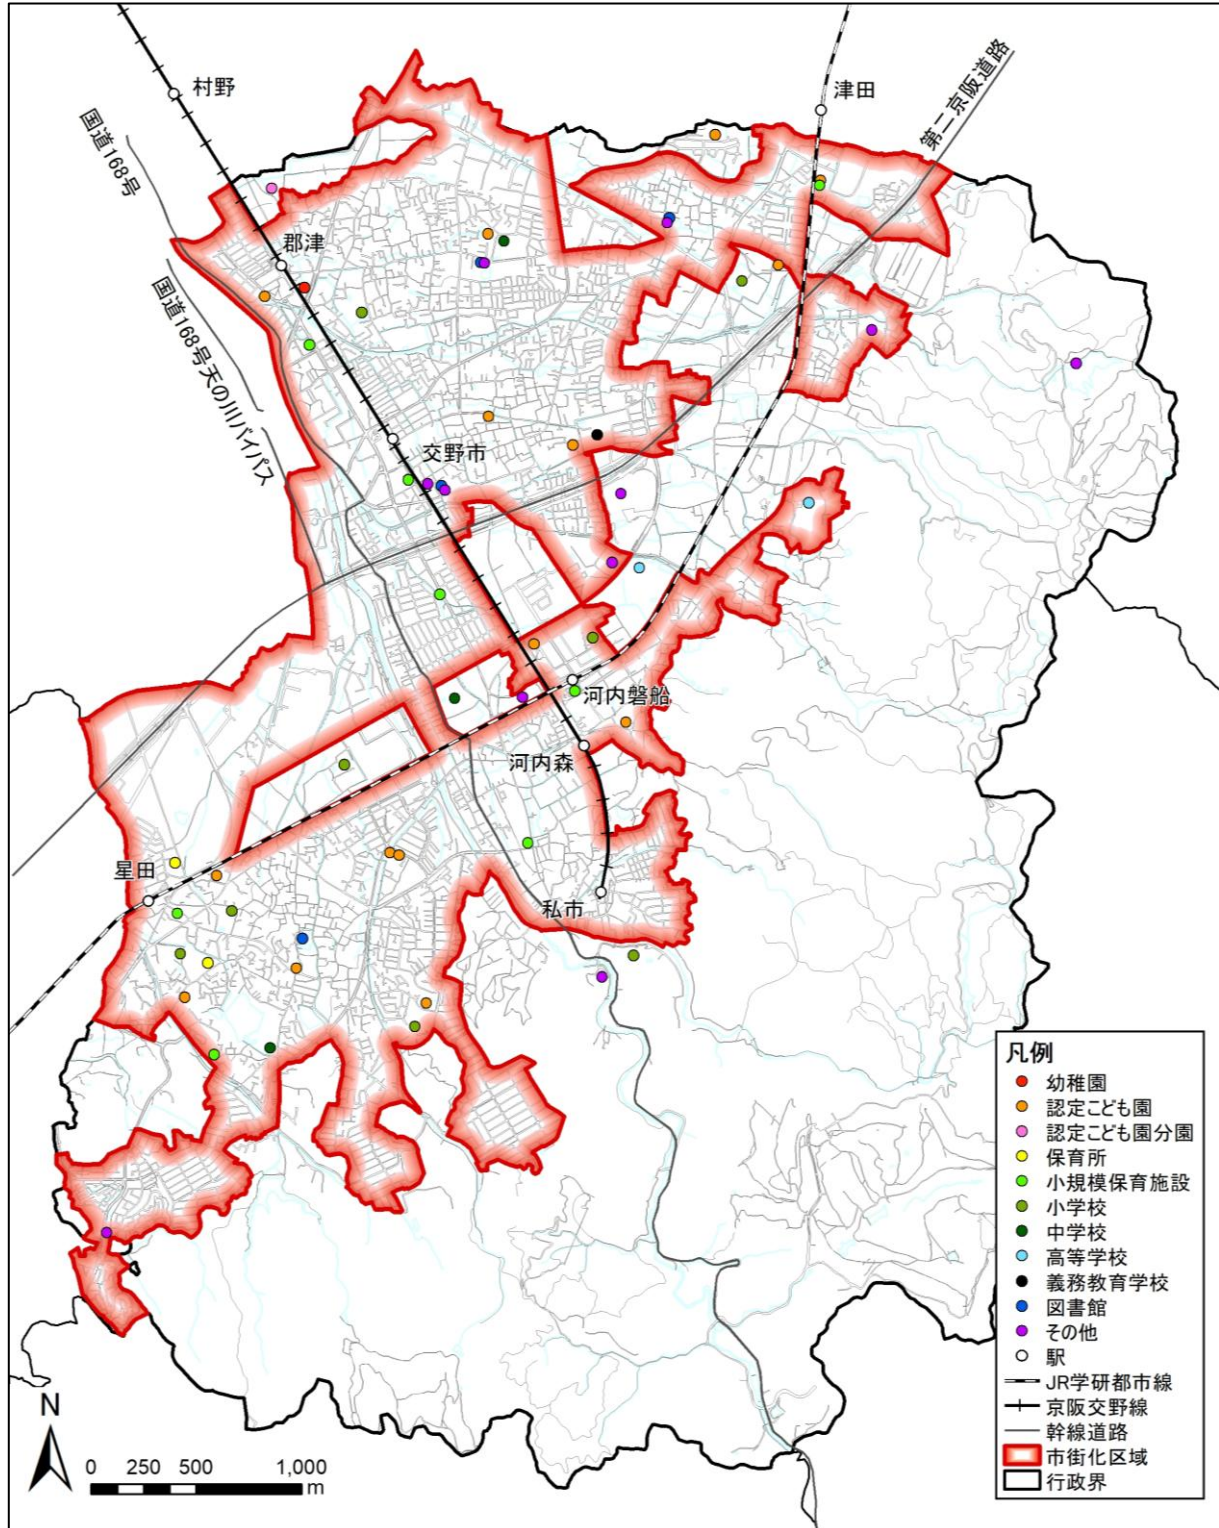 村野
津田
第二京阪道路
国道168号
郡津
国道168号天の川バイパス
交野市
河内磐船
河内森
星田
私市
凡例
幼稚園
認定こども園
認定こども園分園
保育所
小規模保育施設
小学校
中学校
高等学校
義務教育学校
図書館
その他
駅
JR学研都市線
京阪交野線
幹線道路
市街化区域
行政界
N
0 250 500 1,000
m